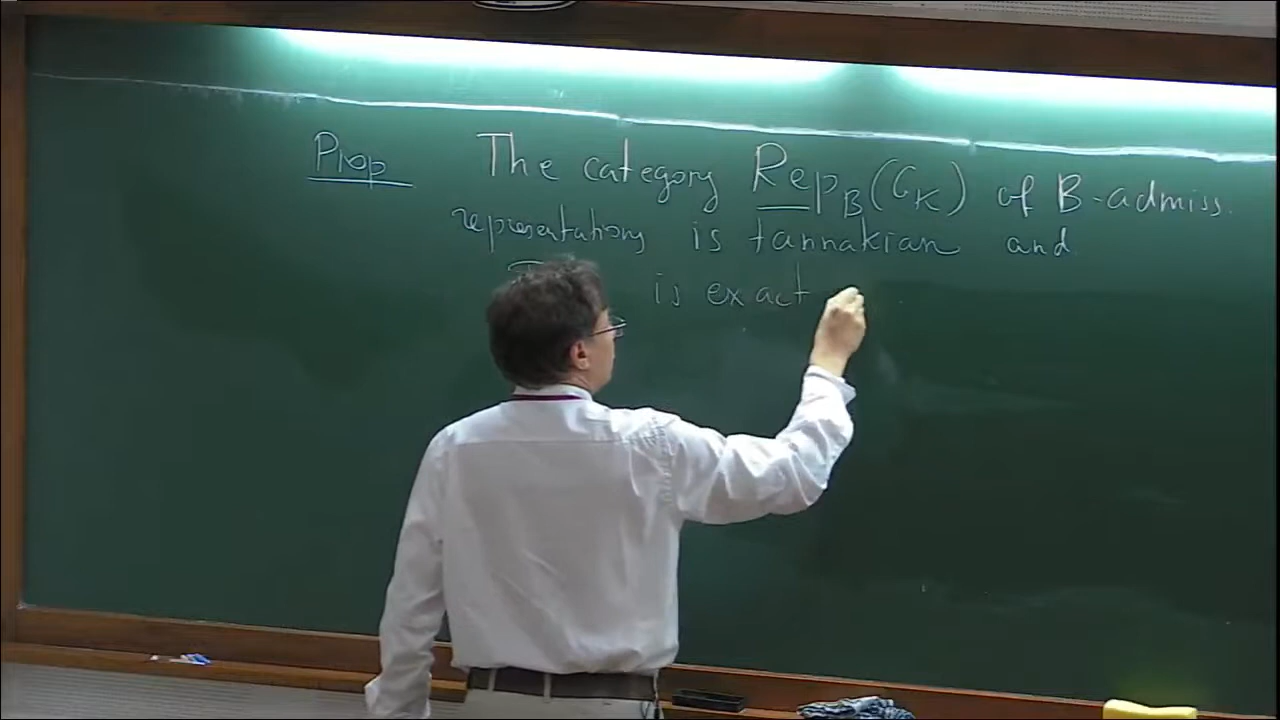 Prop The category Rep_B(G_K) of B-admiss.
representations is tannakian and
is exact